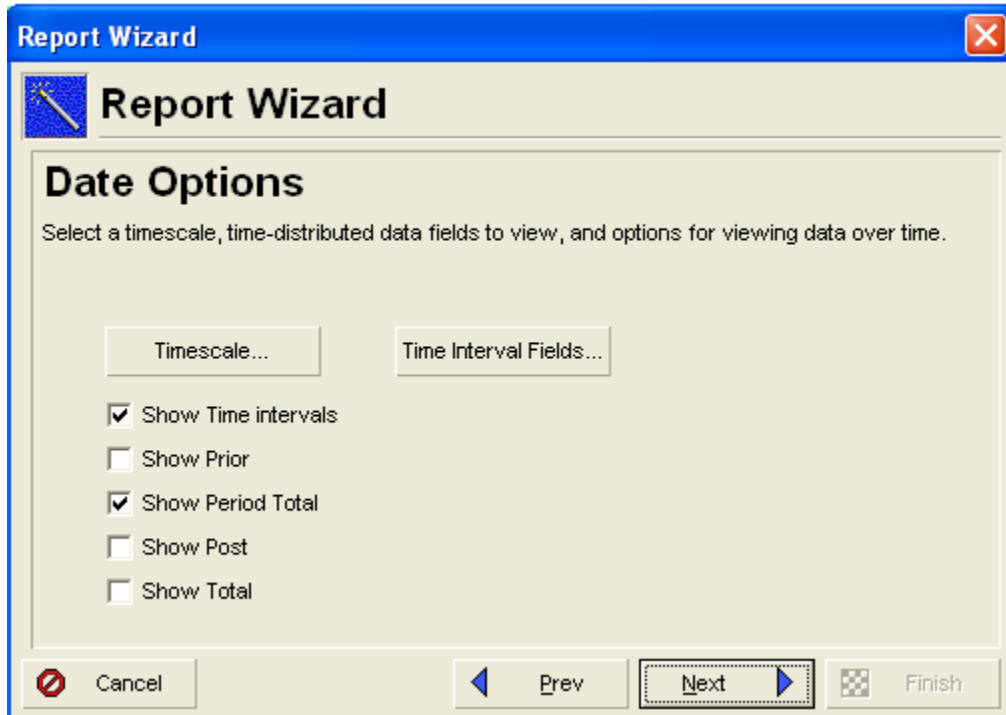 Report Wizard
Report Wizard
Date Options
Select a timescale, time-distributed data fields to view, and options for viewing data over time.
Timescale... Time Interval Fields...
Show Time intervals
Show Prior
Show Period Total
Show Post
Show Total
Cancel Prev Next Finish